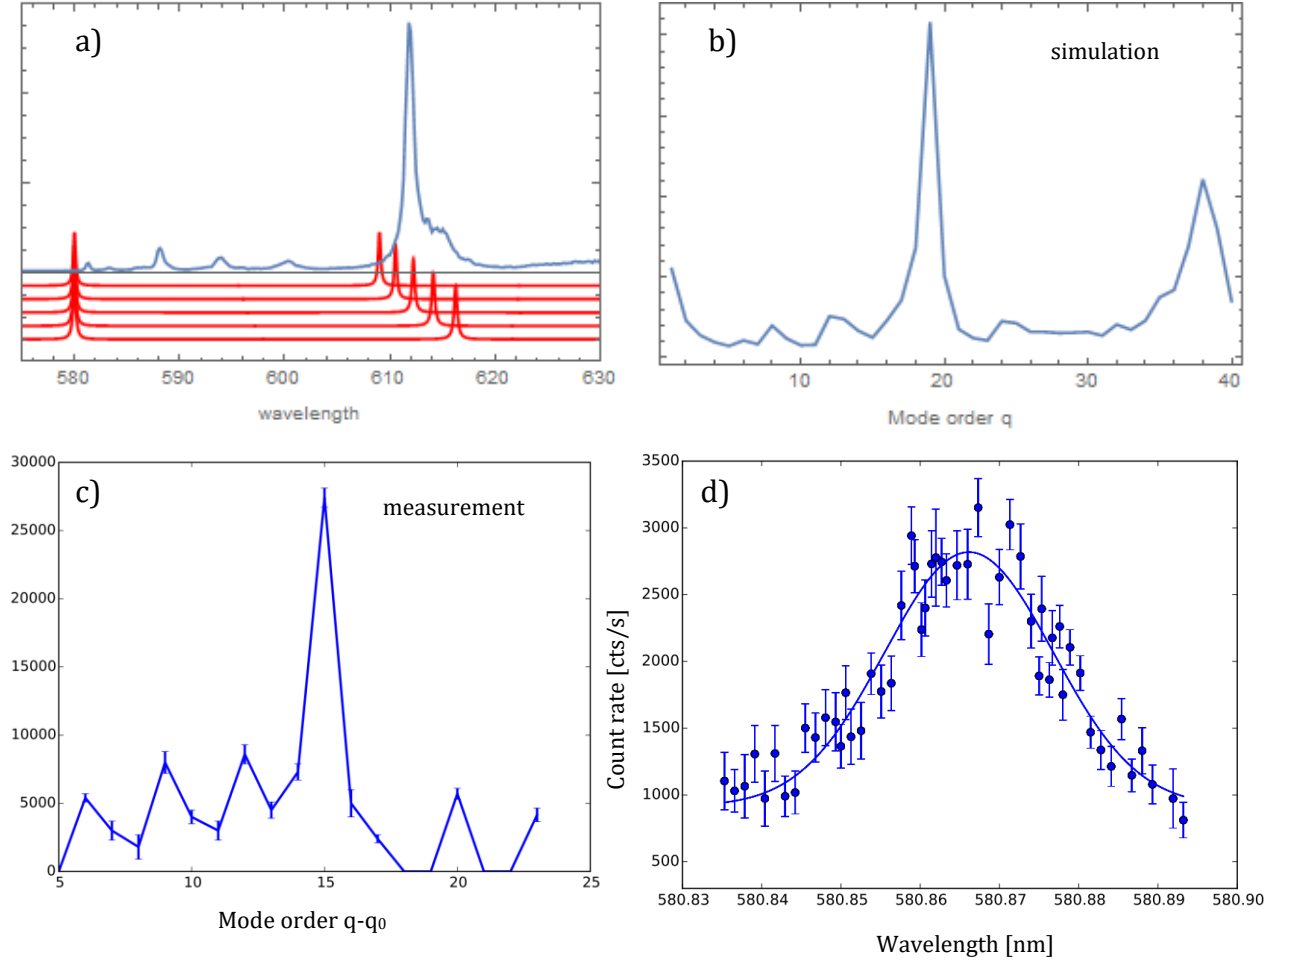 a)
580 590 600 610 620 630
wavelength
b)
simulation
10 20 30 40
Mode order q
c)
measurement
30000
25000
20000
15000
10000
5000
0
5 10 15 20 25
Mode order q-q₀
d)
3500
3000
2500
2000
1500
1000
500
Count rate [cts/s]
580.83 580.84 580.85 580.86 580.87 580.88 580.89 580.90
Wavelength [nm]